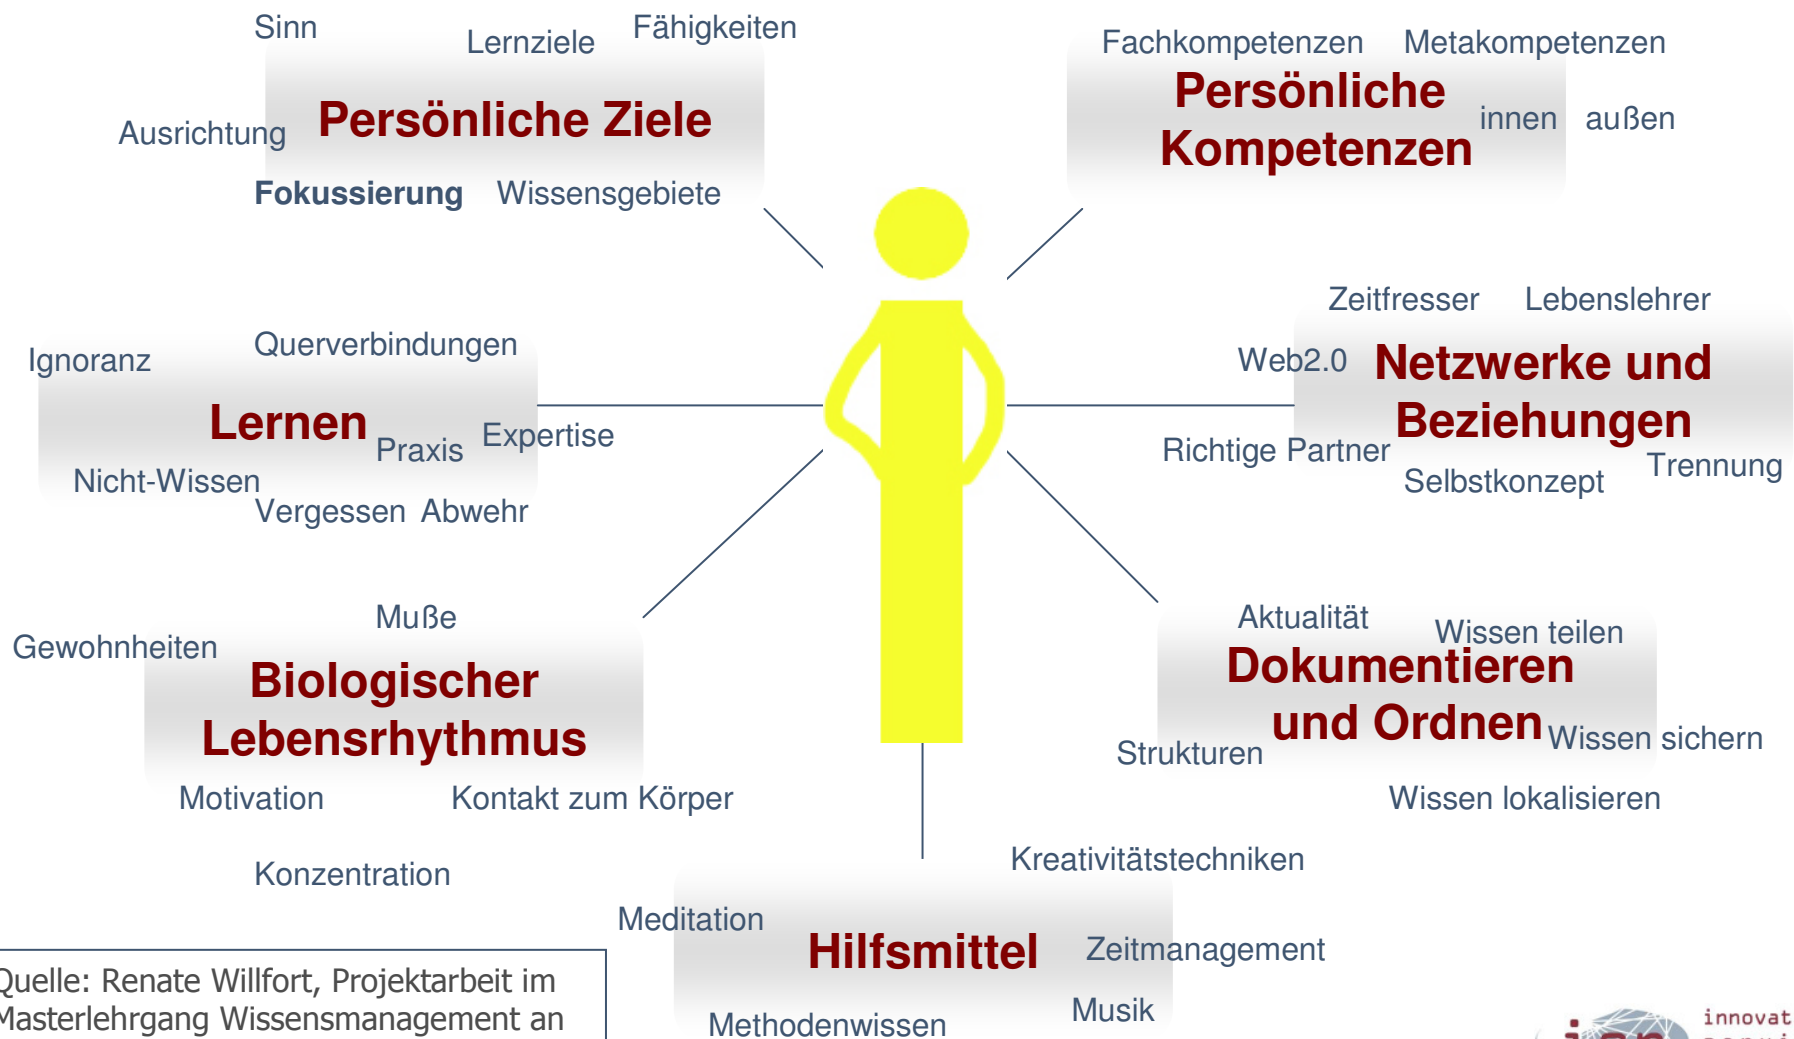 Sinn
Lernziele
Fähigkeiten
Persönliche Ziele
Ausrichtung
Fokussierung
Wissensgebiete
Fachkompetenzen
Metakompetenzen
Persönliche
Kompetenzen
innen
außen
Ignoranz
Querverbindungen
Lernen
Praxis
Expertise
Nicht-Wissen
Vergessen
Abwehr
Zeitfresser
Lebenslehrer
Web2.0
Netzwerke und
Beziehungen
Richtige Partner
Selbstkonzept
Trennung
Muße
Gewohnheiten
Biologischer
Lebensrhythmus
Motivation
Kontakt zum Körper
Konzentration
Aktualität
Wissen teilen
Dokumentieren
und Ordnen
Strukturen
Wissen sichern
Wissen lokalisieren
Kreativitätstechniken
Meditation
Hilfsmittel
Zeitmanagement
Methodenwissen
Musik
Quelle: Renate Willfort, Projektarbeit im
Masterlehrgang Wissensmanagement an
innovat